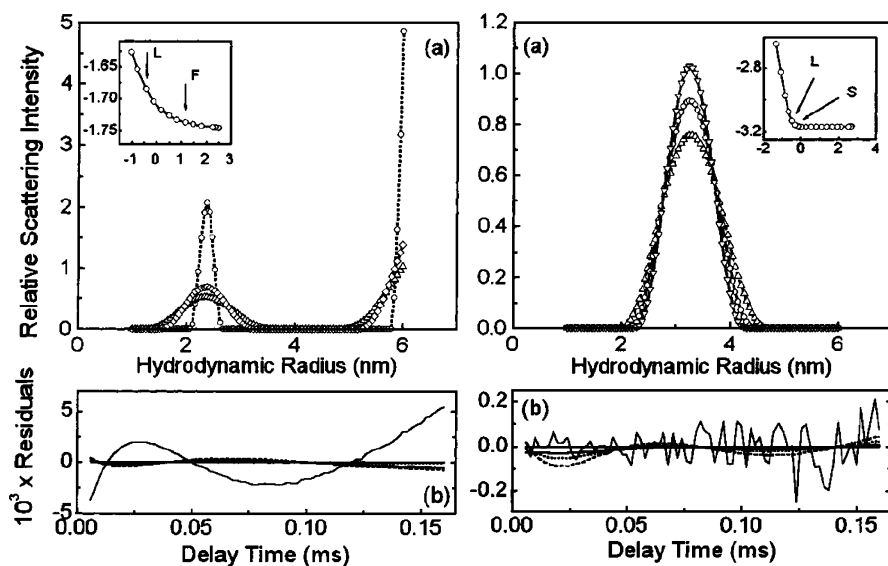 Relative Scattering Intensity
5
4
3
2
1
0
(a)
-1.65
-1.70
-1.75
L
F
-1 0 1 2 3
0 2 4 6
Hydrodynamic Radius (nm)
1.2
1.0
0.8
0.6
0.4
0.2
0.0
(a)
-2.8
-3.2
L
S
-2 0 2 4
0 2 4 6
Hydrodynamic Radius (nm)
10³ x Residuals
5
0
-5
(b)
0.00 0.05 0.10 0.15
Delay Time (ms)
0.2
0.0
-0.2
(b)
0.00 0.05 0.10 0.15
Delay Time (ms)